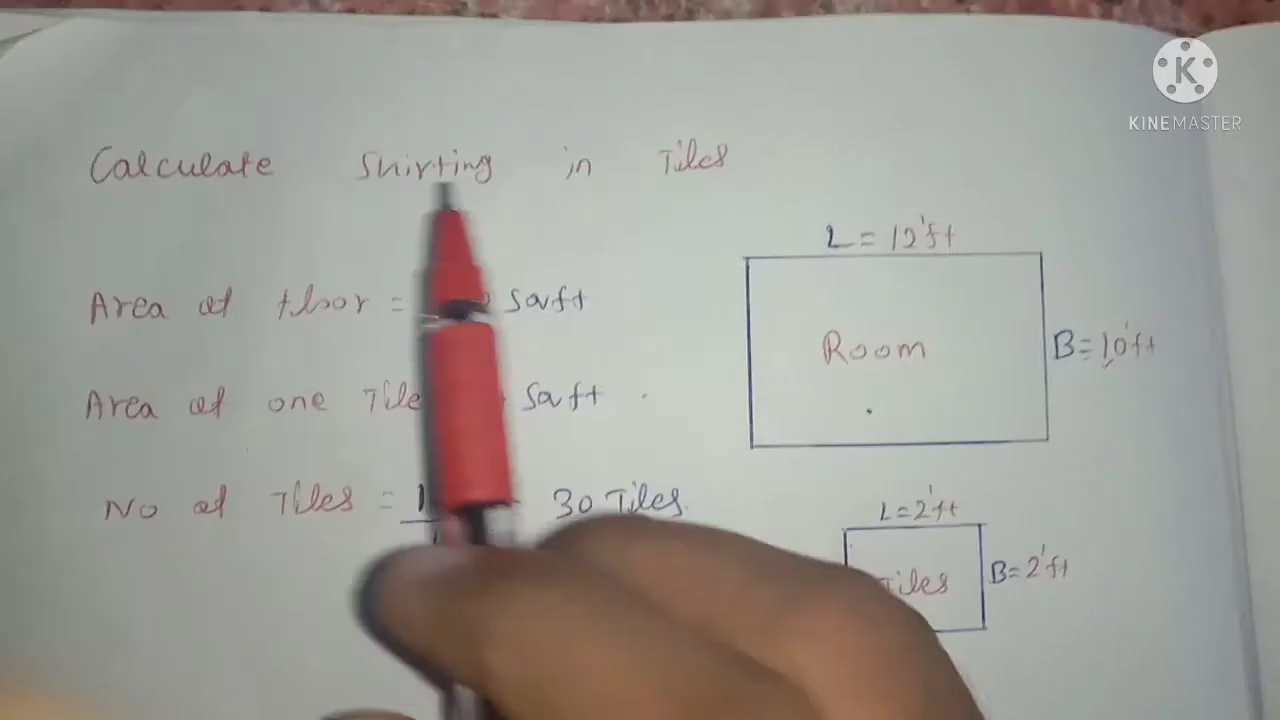 KINEMASTER
Calculate Shirting in Tiles
L = 12'ft
Area of floor = Sqft
Room
B = 10'ft
Area of one Tile Sqft
No of Tiles = 30 Tiles.
L = 2'ft
Tiles
B = 2'ft